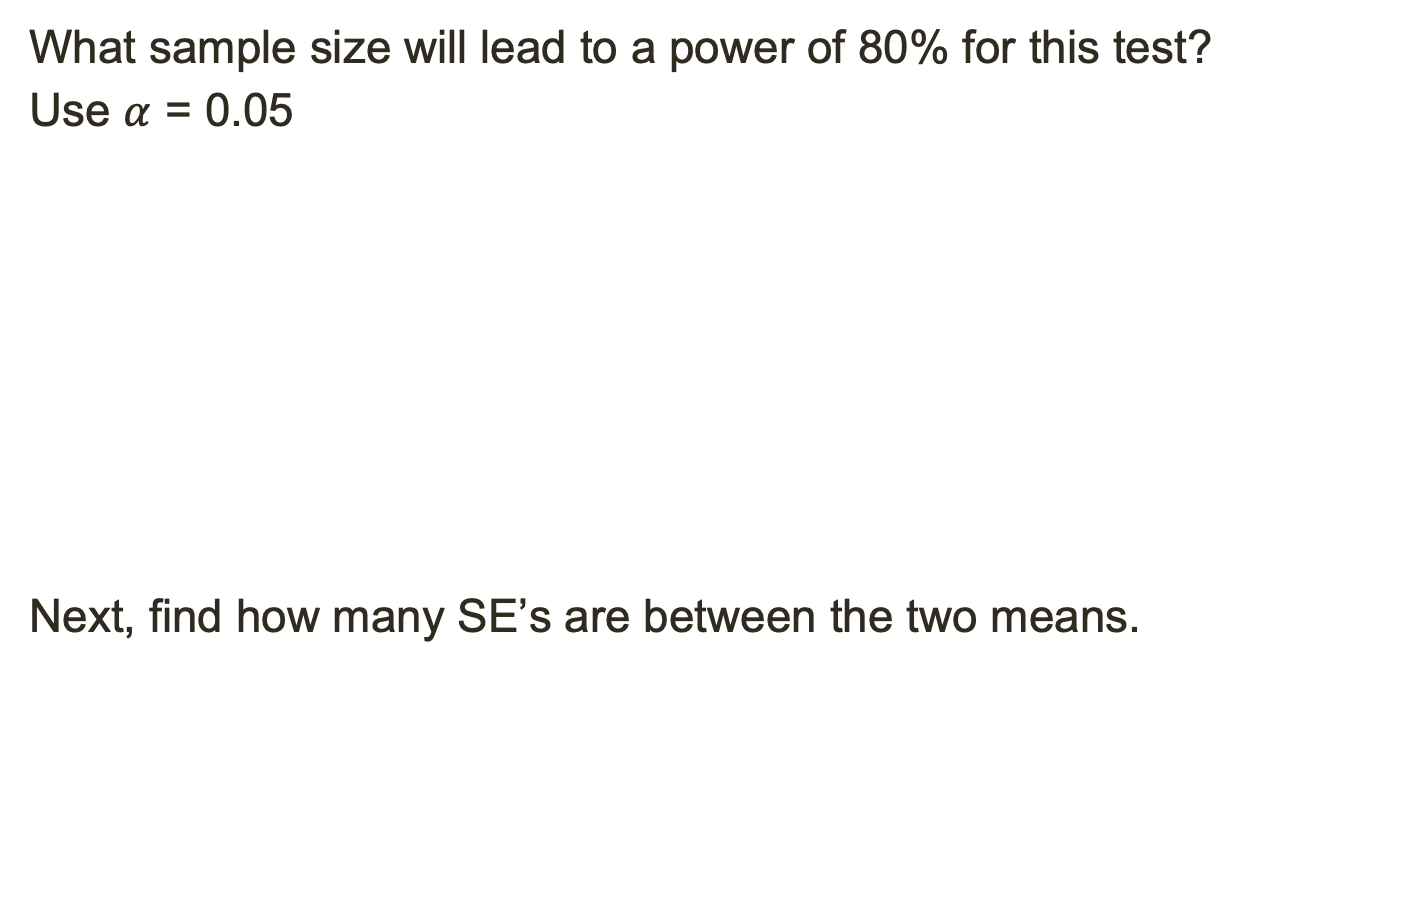 What sample size will lead to a power of 80% for this test?
Use 𝛼 = 0.05
Next, find how many SE’s are between the two means.